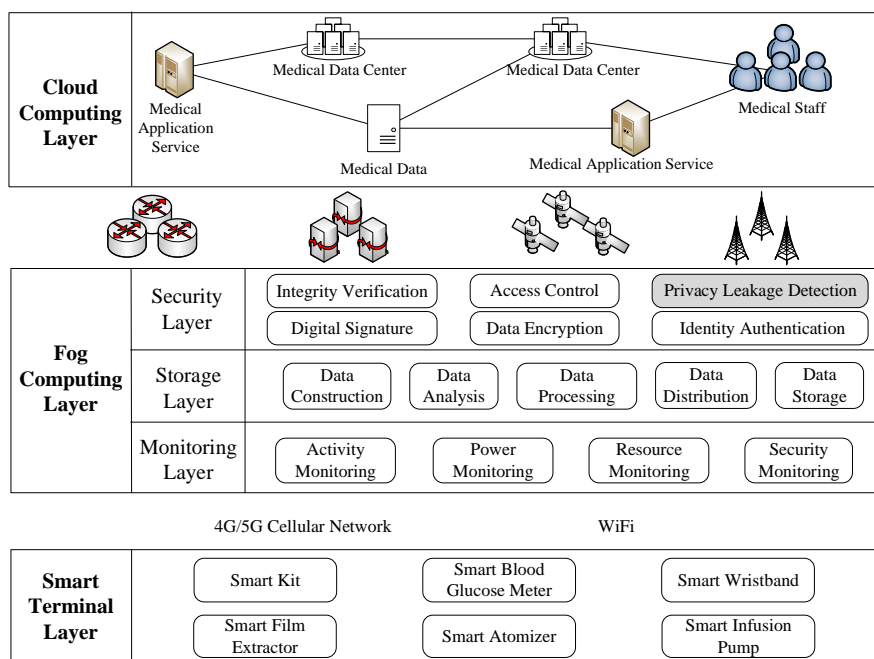 Cloud
Computing
Layer
Medical
Application
Service
Medical Data Center
Medical Data Center
Medical Staff
Medical Data
Medical Application Service
Fog
Computing
Layer
Security
Layer
Integrity Verification
Access Control
Privacy Leakage Detection
Digital Signature
Data Encryption
Identity Authentication
Storage
Layer
Data
Construction
Data
Analysis
Data
Processing
Data
Distribution
Data
Storage
Monitoring
Layer
Activity
Monitoring
Power
Monitoring
Resource
Monitoring
Security
Monitoring
4G/5G Cellular Network
WiFi
Smart
Terminal
Layer
Smart Kit
Smart Blood
Glucose Meter
Smart Wristband
Smart Film
Extractor
Smart Atomizer
Smart Infusion
Pump